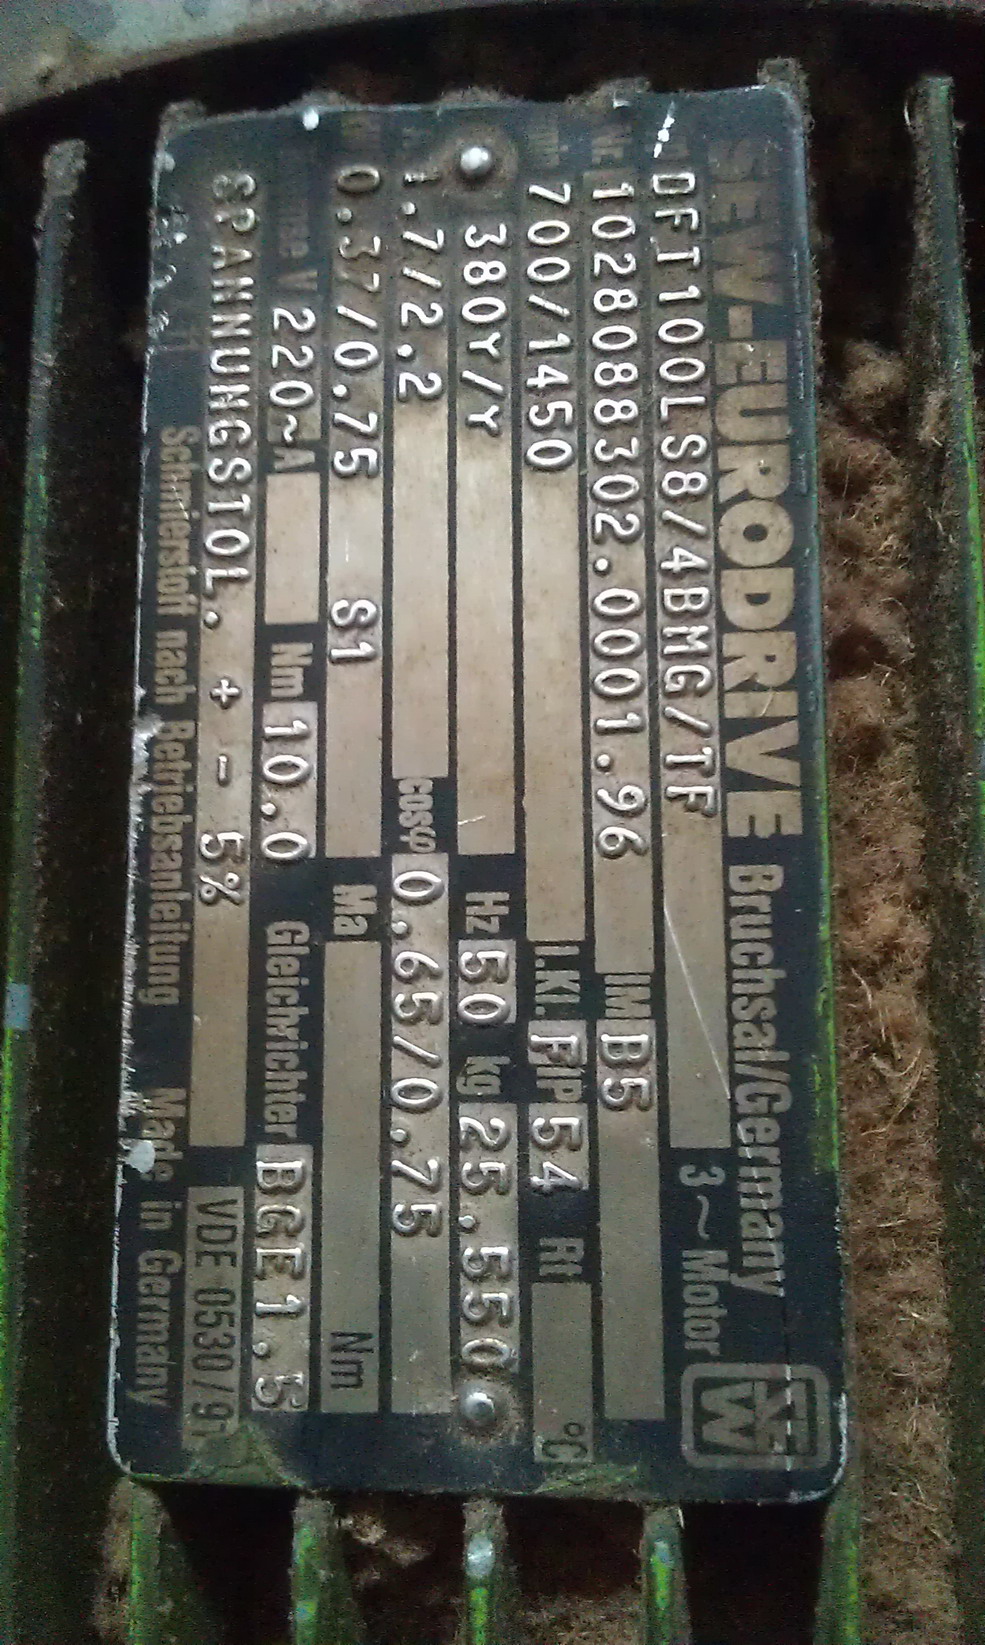 SEW-EURODRIVE Bruchsal/Germany
DFT100LS8/4BMG/TF 3~Motor
1028088302.0001.96 IM B5
700/1450 I.Kl. F IP 54 Rt °C
380Y/Y Hz 50 kg 25.550
1.7/2.2 cosφ 0.65/0.75
0.37/0.75 S1 Ma Nm
V 220~A Nm 10.0 Gleichrichter BGE1.5
SPANNUNGSTOL. + - 5% VDE 0530/91
Schmierstoff nach Betriebsanleitung Made in Germany